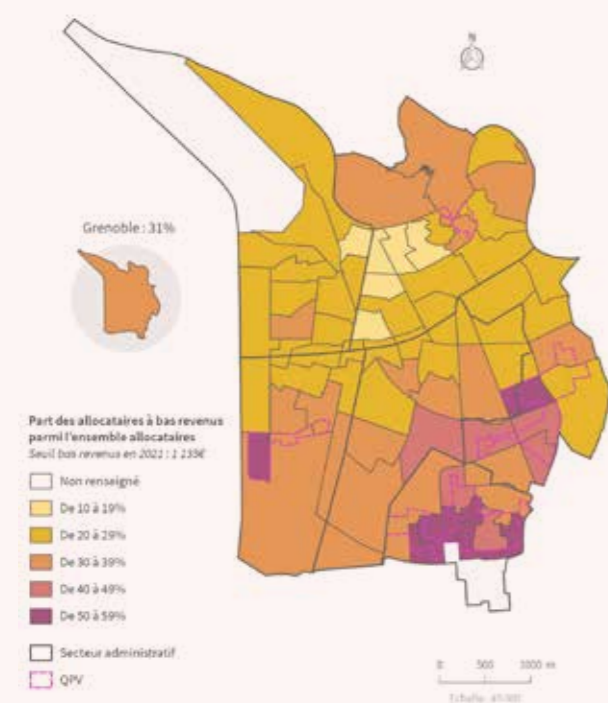 N
Grenoble : 31%
Part des allocataires à bas revenus
parmi l'ensemble allocataires
Seuil bas revenus en 2021 : 1 135€
Non renseigné
De 10 à 19%
De 20 à 29%
De 30 à 39%
De 40 à 49%
De 50 à 59%
Secteur administratif
QPV
0 500 1000 m